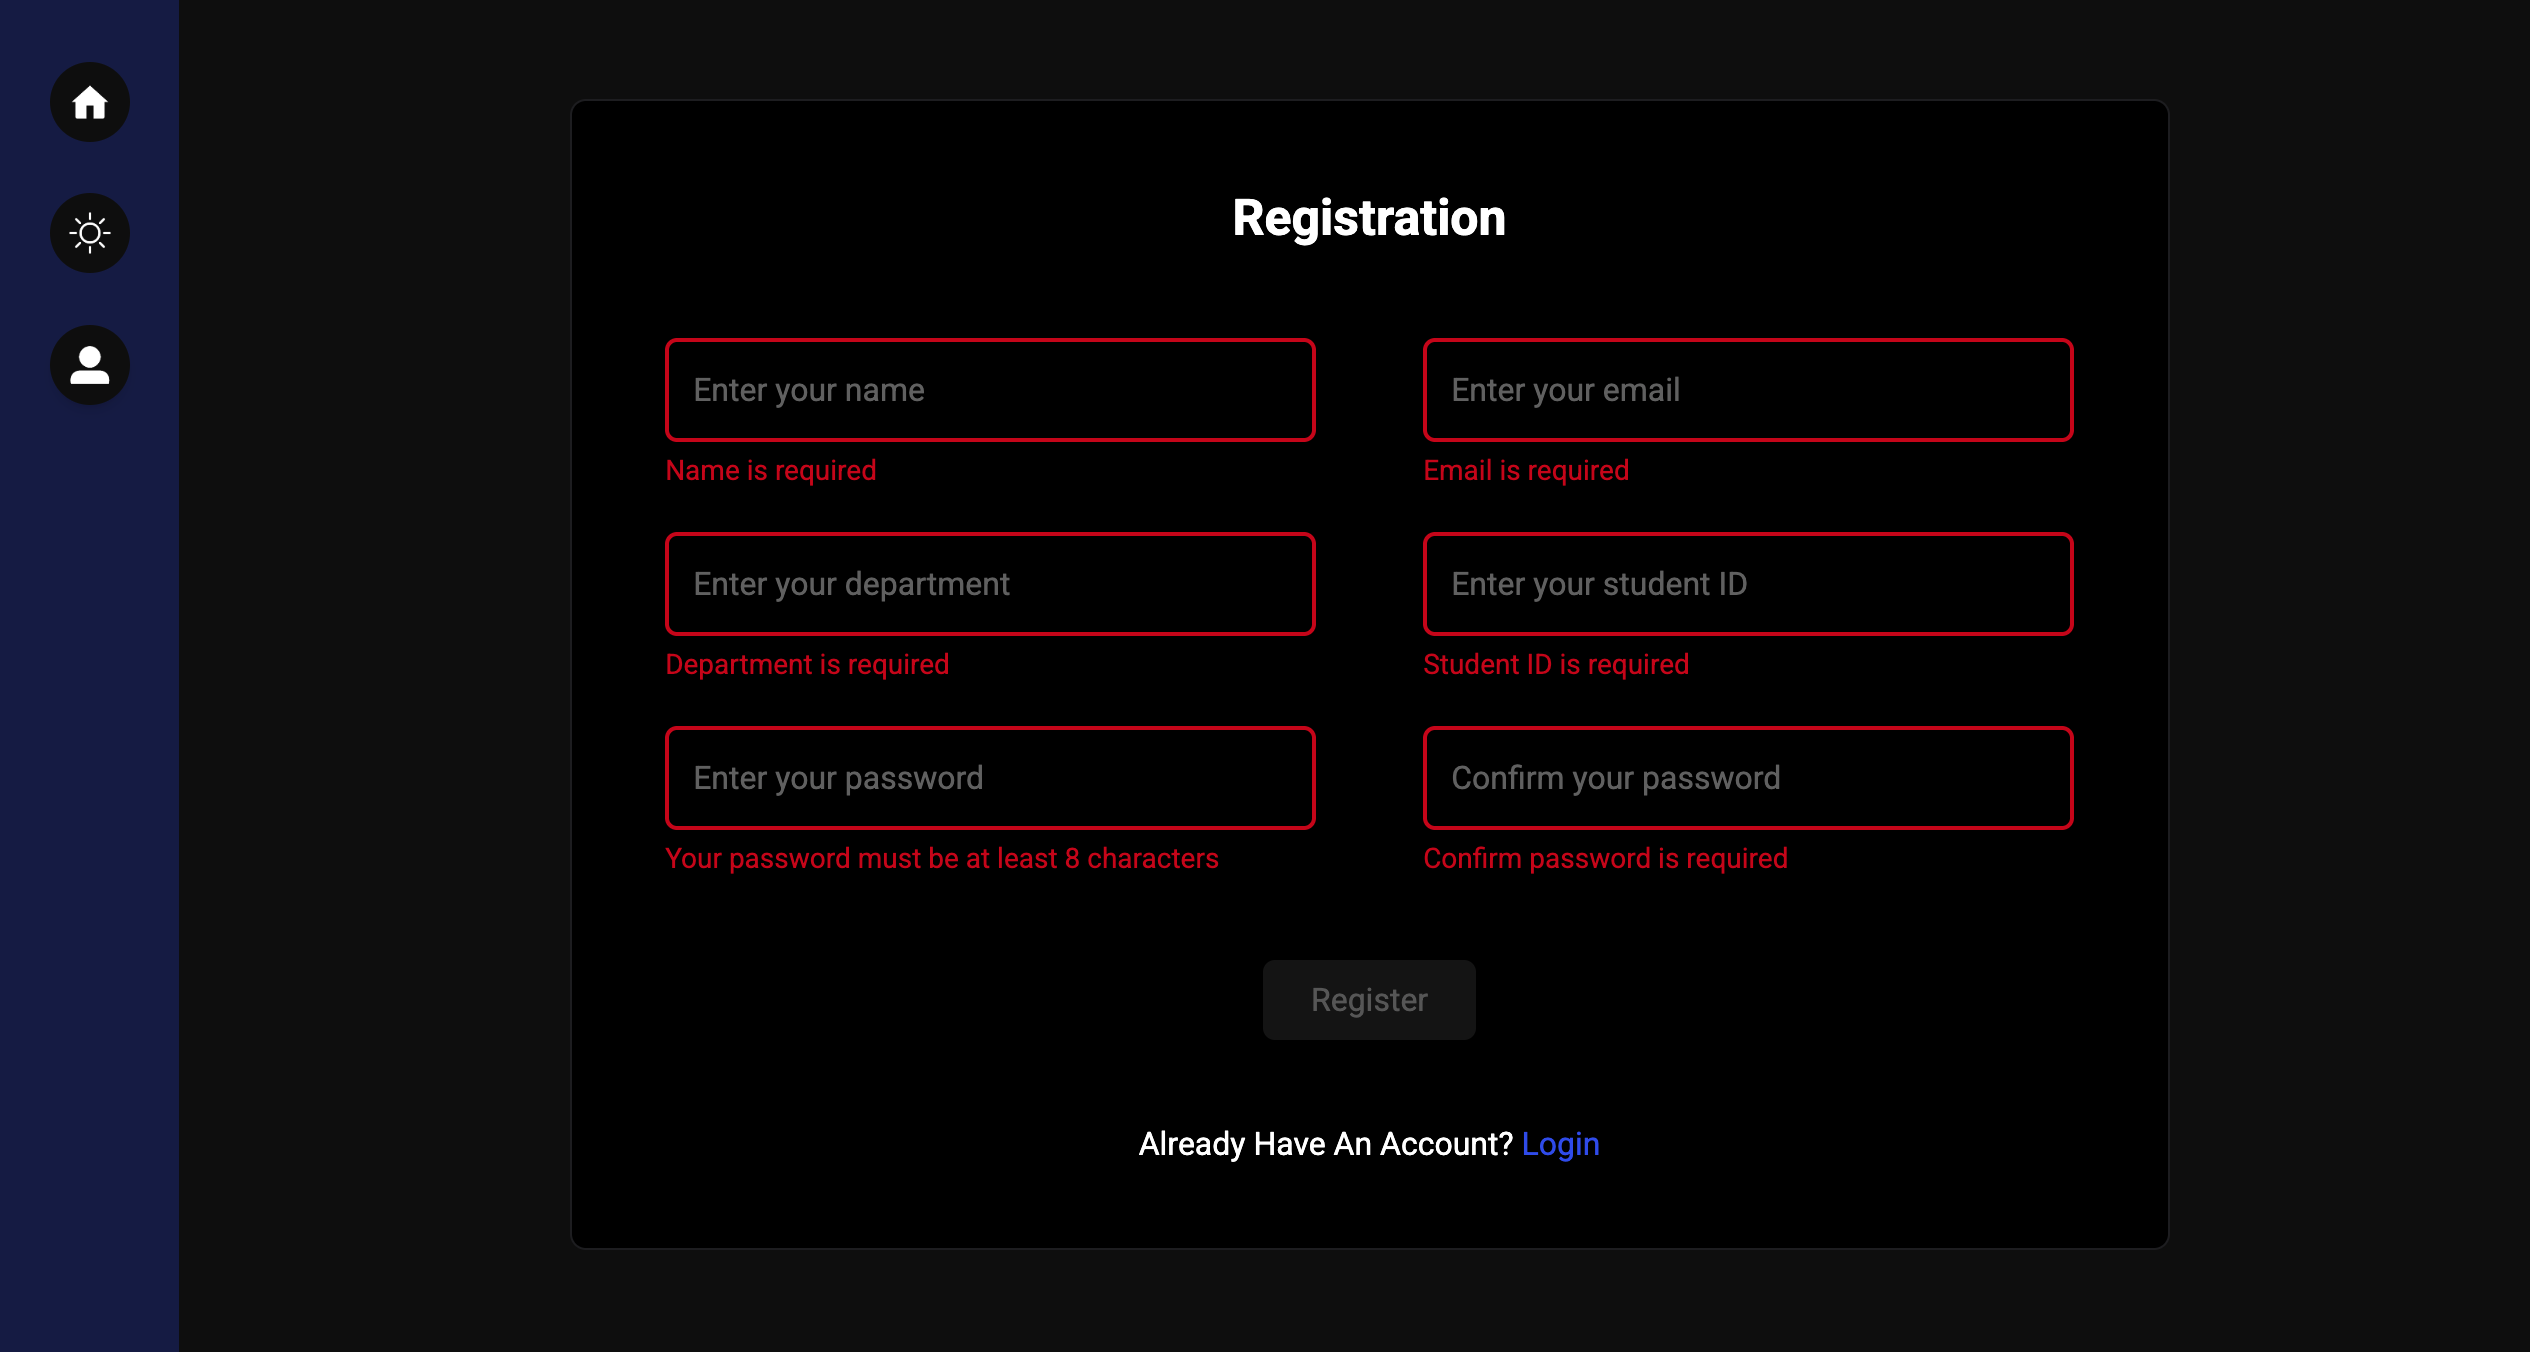 Registration
Enter your name
Enter your email
Name is required
Email is required
Enter your department
Enter your student ID
Department is required
Student ID is required
Enter your password
Confirm your password
Your password must be at least 8 characters
Confirm password is required
Register
Already Have An Account? Login